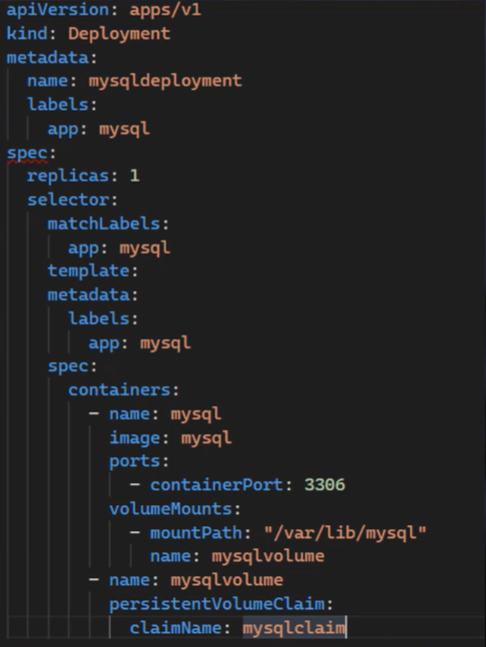 apiVersion: apps/v1
kind: Deployment
metadata:
  name: mysqldeployment
  labels:
    app: mysql
spec:
  replicas: 1
  selector:
    matchLabels:
      app: mysql
    template:
    metadata:
      labels:
        app: mysql
    spec:
      containers:
        - name: mysql
          image: mysql
          ports:
            - containerPort: 3306
          volumeMounts:
            - mountPath: "/var/lib/mysql"
              name: mysqlvolume
        - name: mysqlvolume
          persistentVolumeClaim:
            claimName: mysqlclaim